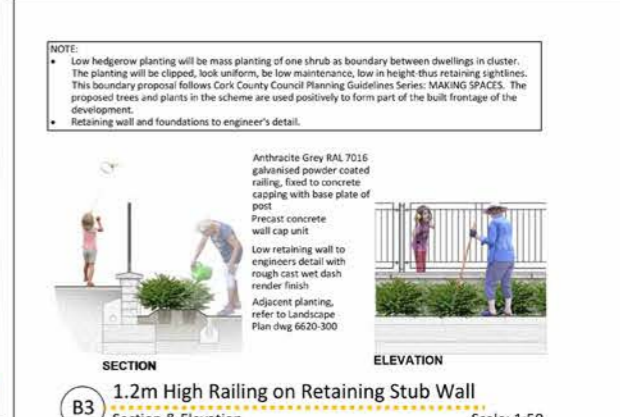 NOTE:
• Low hedgerow planting will be mass planting of one shrub as boundary between dwellings in cluster.
The planting will be clipped, look uniform, be low maintenance, low in height-thus retaining sightlines.
This boundary proposal follows Cork County Council Planning Guidelines Series: MAKING SPACES. The
proposed trees and plants in the scheme are used positively to form part of the built frontage of the
development.
• Retaining wall and foundations to engineer's detail.
Anthracite Grey RAL 7016
galvanised powder coated
railing, fixed to concrete
capping with base plate of
post
Precast concrete
wall cap unit
Low retaining wall to
engineers detail with
rough cast wet dash
render finish
Adjacent planting,
refer to Landscape
Plan dwg 6620-300
SECTION
ELEVATION
B3
1.2m High Railing on Retaining Stub Wall
Section & Elevation
Scale: 1:50